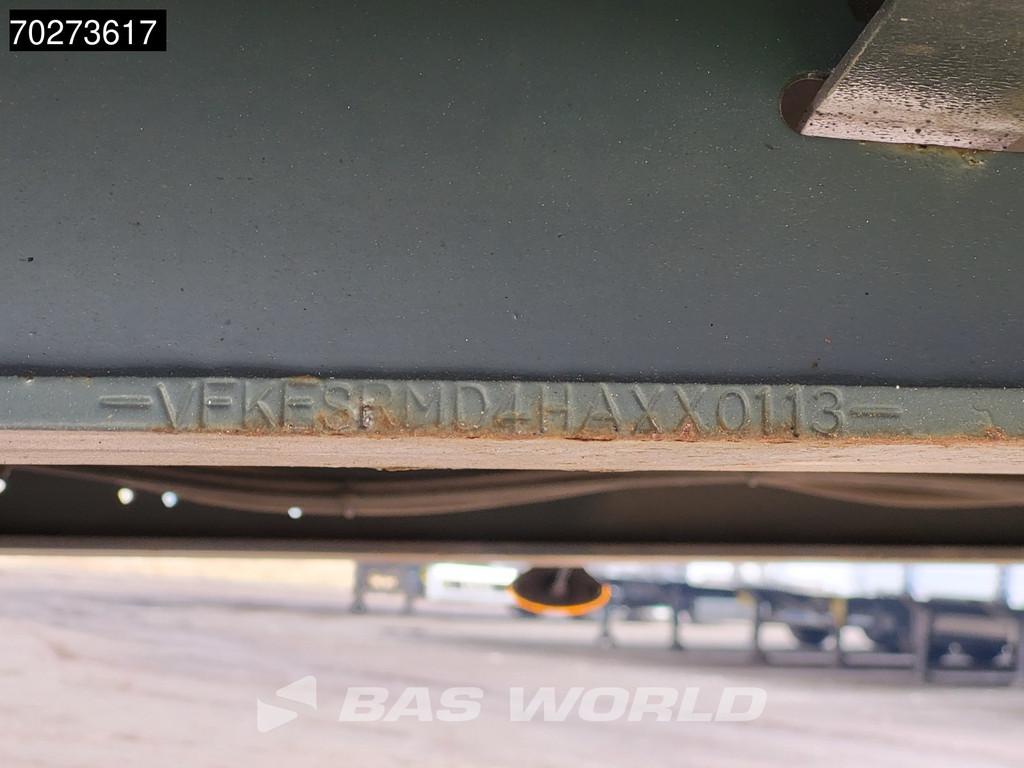 70273617
-VFKESRMD4HAXX0113-
BAS WORLD